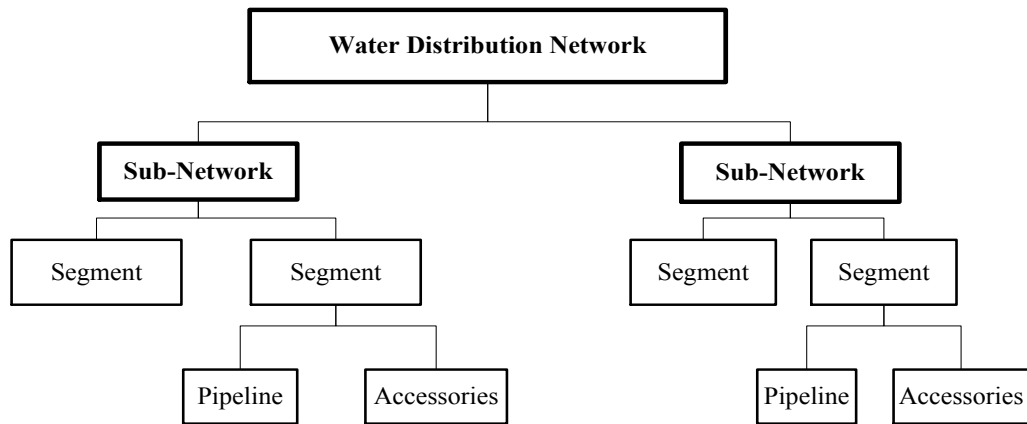 Water Distribution Network
Sub-Network
Sub-Network
Segment
Segment
Segment
Segment
Pipeline
Accessories
Pipeline
Accessories